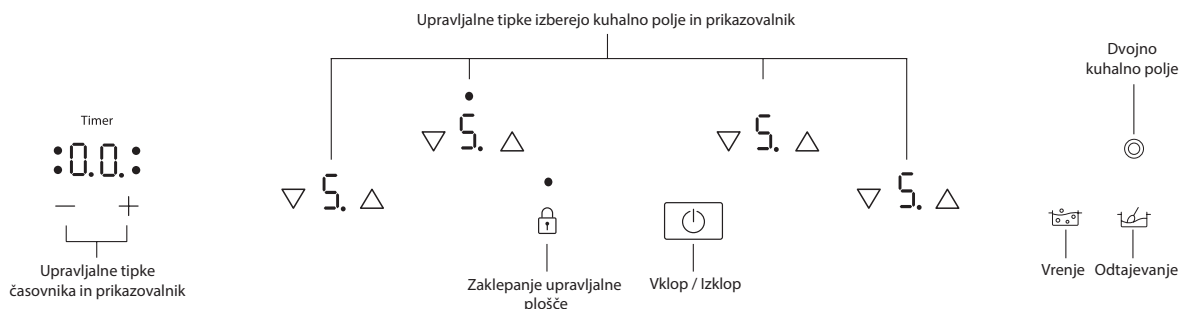 Upravljalne tipke izberejo kuhalno polje in prikazovalnik
Dvojno
kuhalno polje
Timer
0.0.
5.
5.
5.
5.
Upravljalne tipke
časovnika in prikazovalnik
Zaklepanje upravljalne
plošče
Vklop / Izklop
Vrenje
Odtajevanje